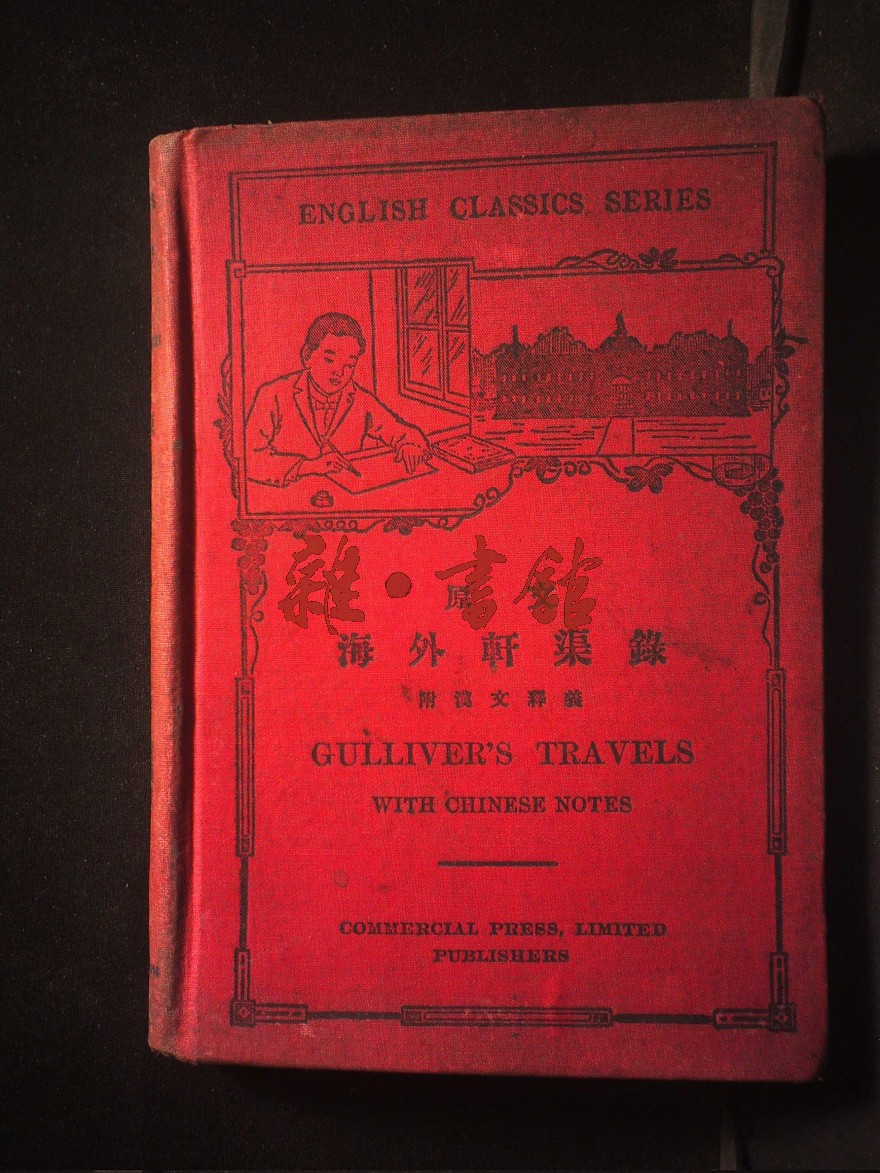 ENGLISH CLASSICS SERIES
雜·書館
原文
海外軒渠錄
附漢文釋義
GULLIVER'S TRAVELS
WITH CHINESE NOTES
COMMERCIAL PRESS, LIMITED
PUBLISHERS